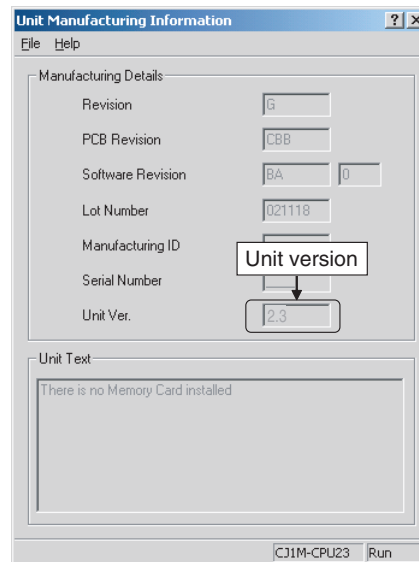 Unit Manufacturing Information
File Help
Manufacturing Details
Revision G
PCB Revision CBB
Software Revision BA 0
Lot Number 021118
Manufacturing ID
Unit version
Serial Number
Unit Ver. 2.3
Unit Text
There is no Memory Card installed
CJ1M-CPU23 Run